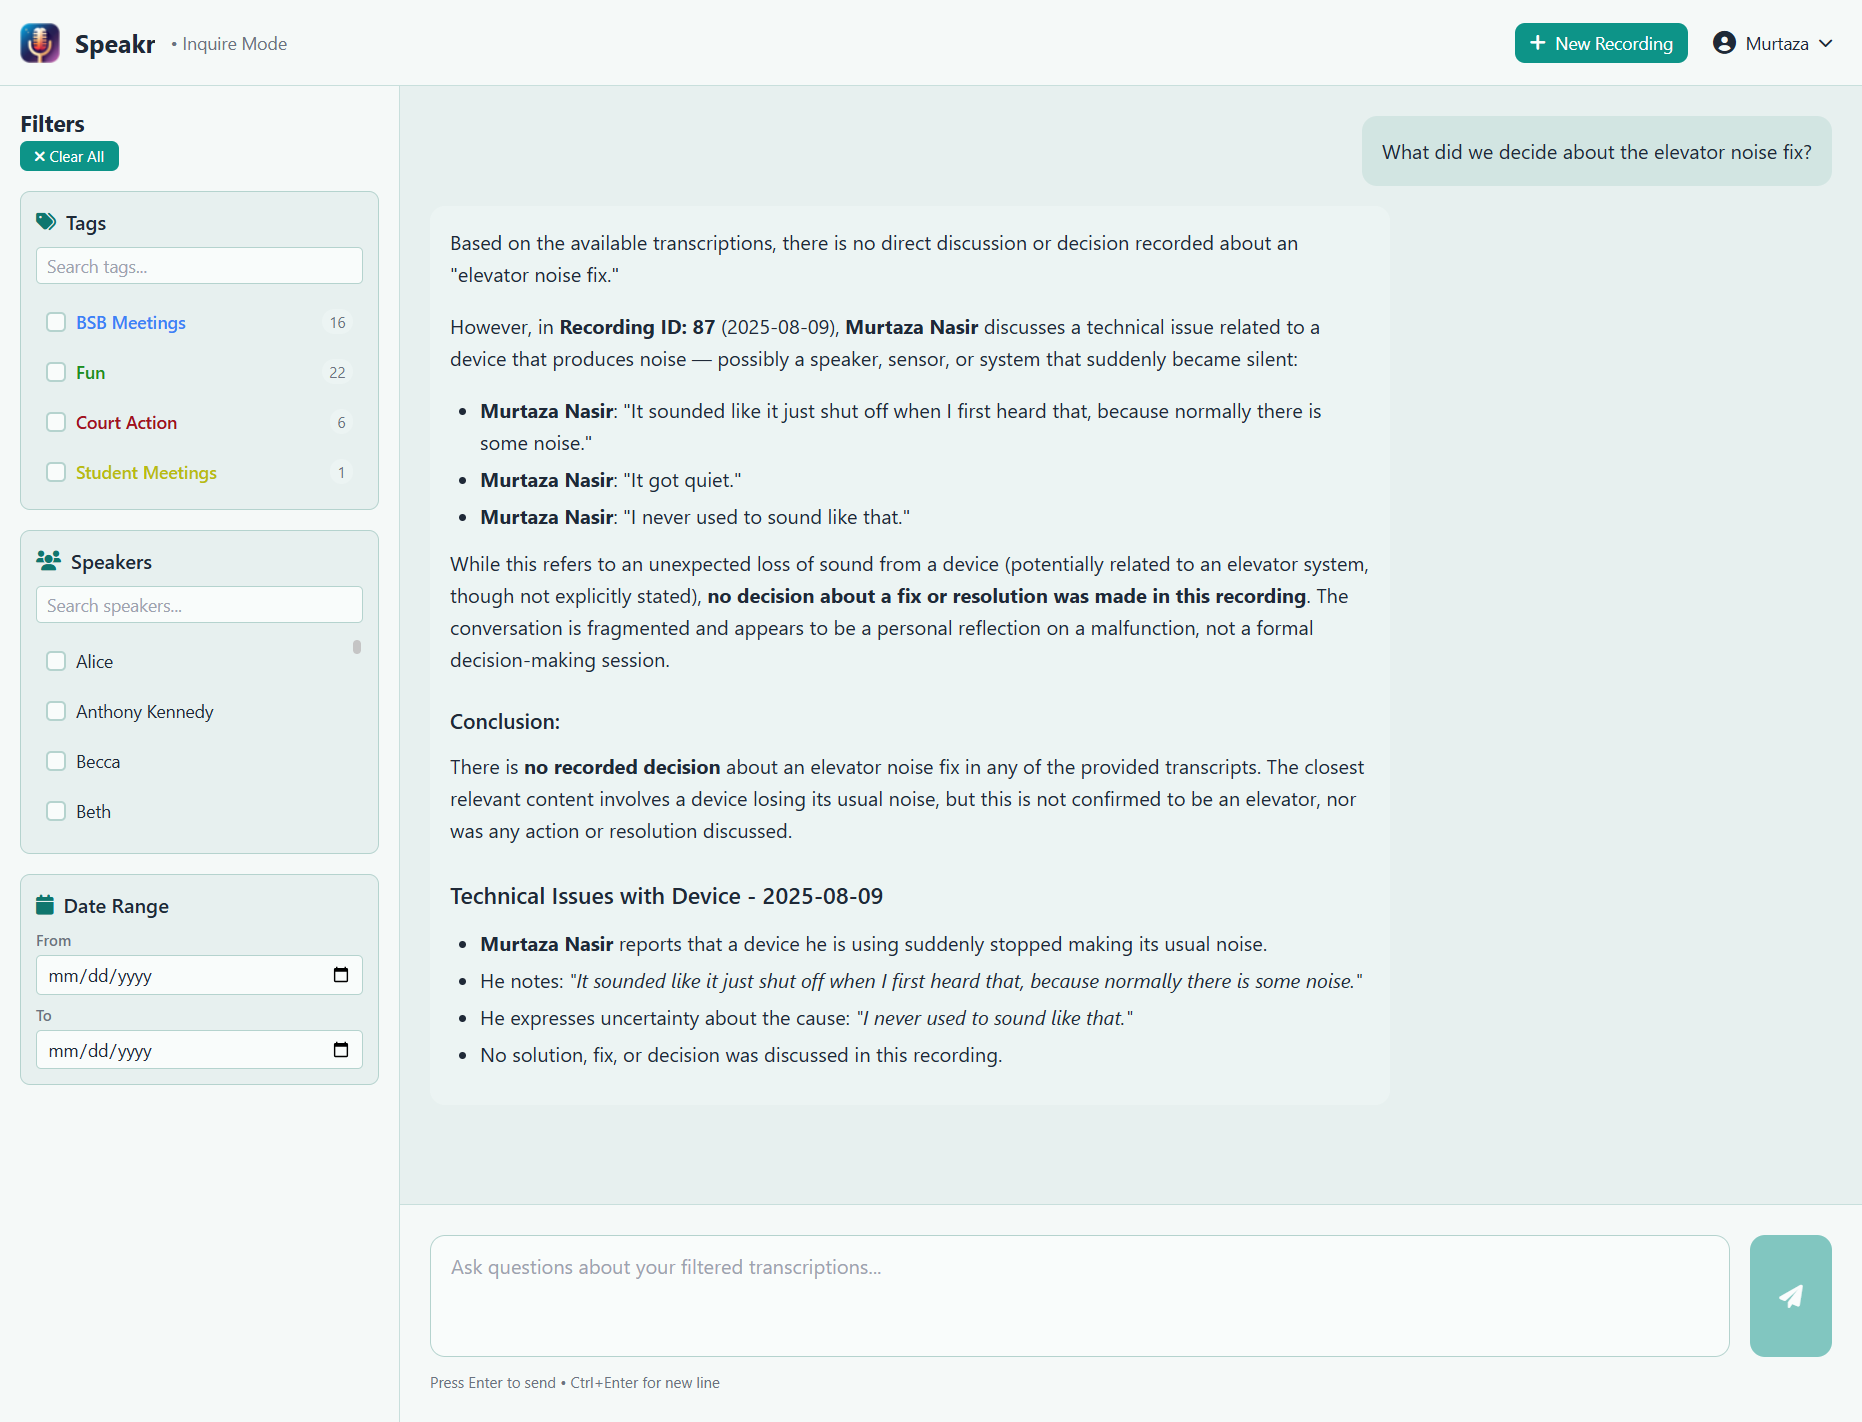 Speakr • Inquire Mode
New Recording
Murtaza
Filters
Clear All
Tags
Search tags...
BSB Meetings 16
Fun 22
Court Action 6
Student Meetings 1
Speakers
Search speakers...
Alice
Anthony Kennedy
Becca
Beth
Date Range
From
mm/dd/yyyy
To
mm/dd/yyyy
What did we decide about the elevator noise fix?
Based on the available transcriptions, there is no direct discussion or decision recorded about an
"elevator noise fix."
However, in Recording ID: 87 (2025-08-09), Murtaza Nasir discusses a technical issue related to a
device that produces noise — possibly a speaker, sensor, or system that suddenly became silent:
• Murtaza Nasir: "It sounded like it just shut off when I first heard that, because normally there is
some noise."
• Murtaza Nasir: "It got quiet."
• Murtaza Nasir: "I never used to sound like that."
While this refers to an unexpected loss of sound from a device (potentially related to an elevator system,
though not explicitly stated), no decision about a fix or resolution was made in this recording. The
conversation is fragmented and appears to be a personal reflection on a malfunction, not a formal
decision-making session.
Conclusion:
There is no recorded decision about an elevator noise fix in any of the provided transcripts. The closest
relevant content involves a device losing its usual noise, but this is not confirmed to be an elevator, nor
was any action or resolution discussed.
Technical Issues with Device - 2025-08-09
• Murtaza Nasir reports that a device he is using suddenly stopped making its usual noise.
• He notes: "It sounded like it just shut off when I first heard that, because normally there is some noise."
• He expresses uncertainty about the cause: "I never used to sound like that."
• No solution, fix, or decision was discussed in this recording.
Ask questions about your filtered transcriptions...
Press Enter to send • Ctrl+Enter for new line